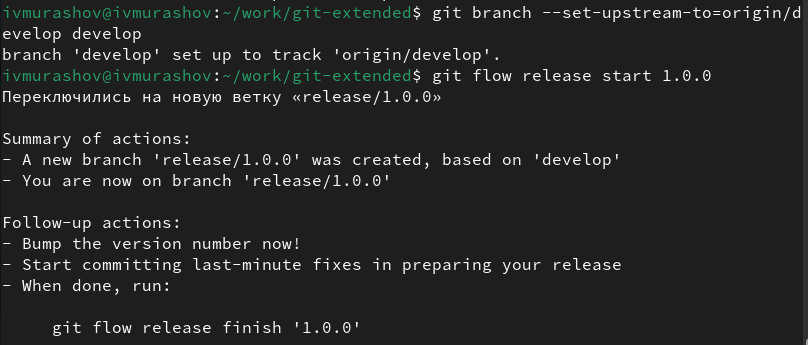 ivmurashov@ivmurashov:~/work/git-extended$ git branch --set-upstream-to=origin/d
evelop develop
branch 'develop' set up to track 'origin/develop'.
ivmurashov@ivmurashov:~/work/git-extended$ git flow release start 1.0.0
Переключились на новую ветку «release/1.0.0»
Summary of actions:
- A new branch 'release/1.0.0' was created, based on 'develop'
- You are now on branch 'release/1.0.0'
Follow-up actions:
- Bump the version number now!
- Start committing last-minute fixes in preparing your release
- When done, run:
git flow release finish '1.0.0'